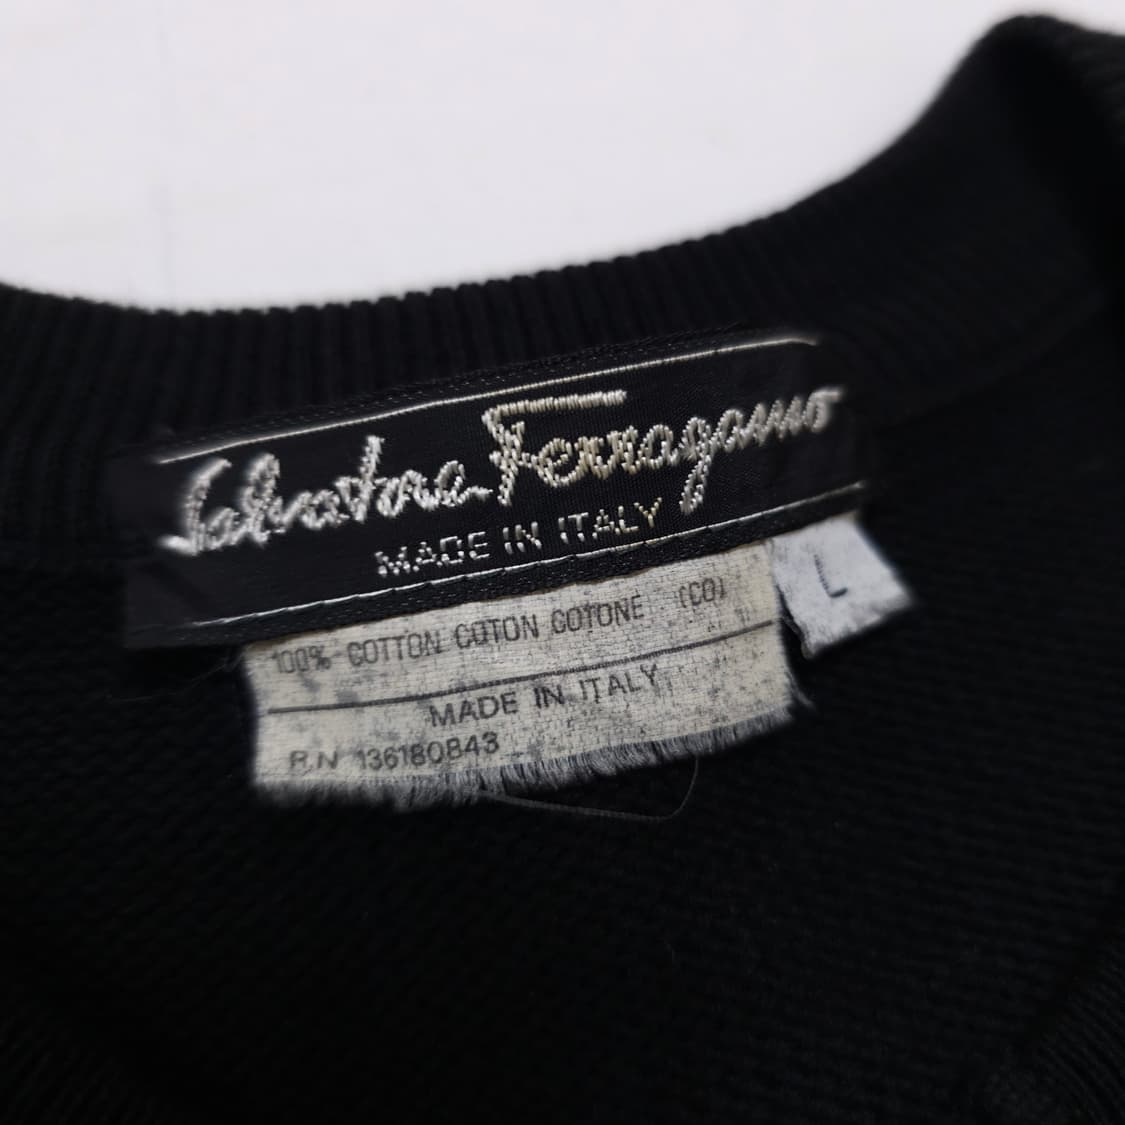 Salvatore Ferragamo
MADE IN ITALY
L
100% COTTON COTON COTONE (CO)
MADE IN ITALY
R.N 136180843